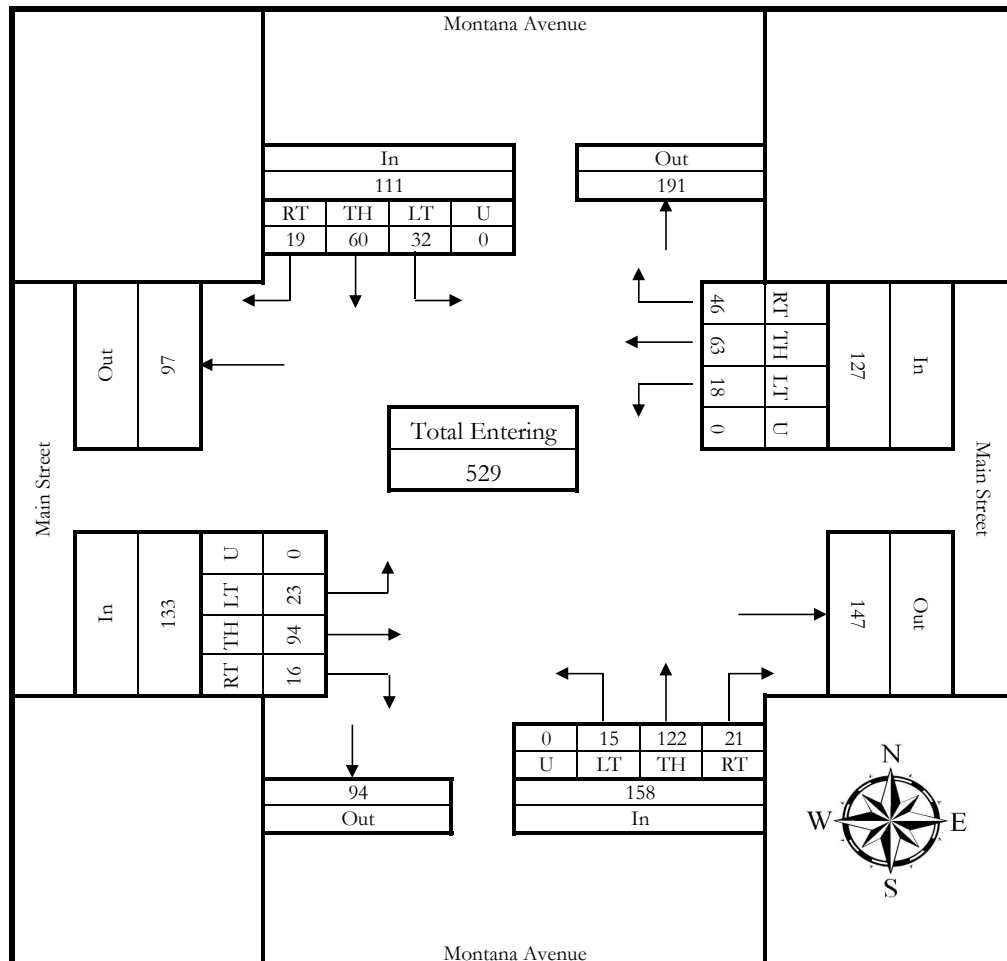 Montana Avenue
In
111
RT TH LT U
19 60 32 0
Out
191
Out
97
46 RT
63 TH
18 LT
0 U
127
In
Total Entering
529
Main Street
Main Street
In
133
U 0
LT 23
TH 94
RT 16
147
Out
0 15 122 21
U LT TH RT
158
In
94
Out
N
W E
S
Montana Avenue